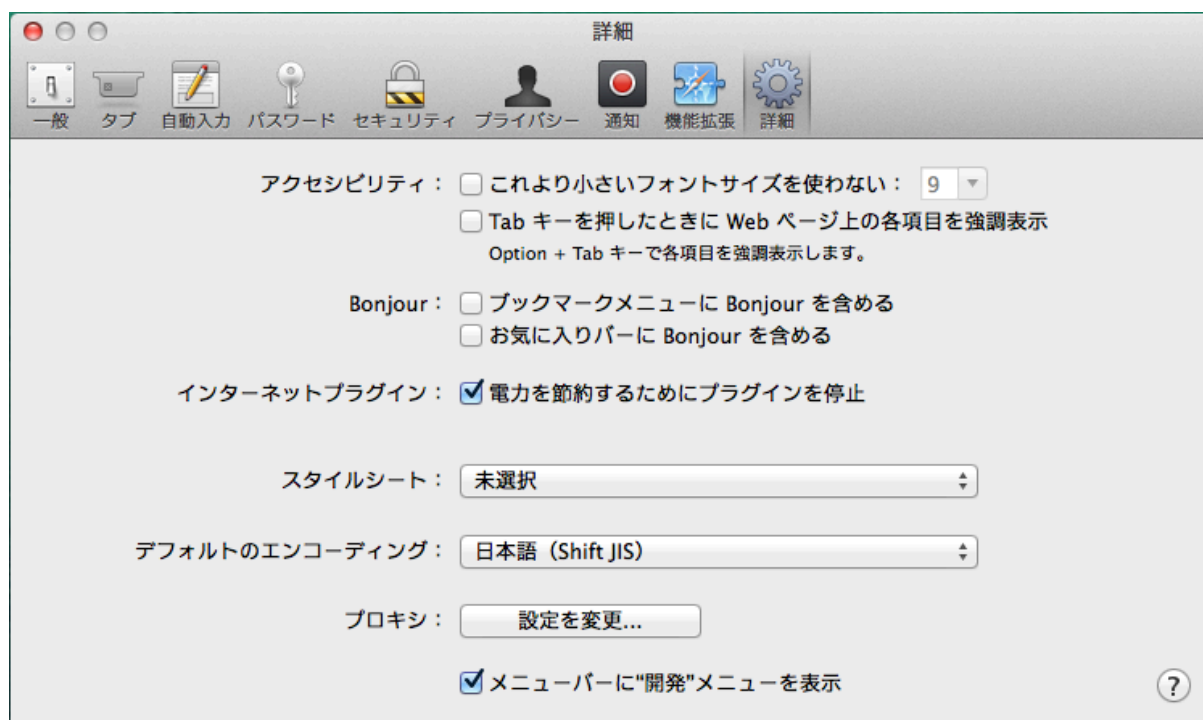 詳細
一般 タブ 自動入力 パスワード セキュリティ プライバシー 通知 機能拡張 詳細
アクセシビリティ： これより小さいフォントサイズを使わない： 9
Tab キーを押したときに Web ページ上の各項目を強調表示
Option + Tab キーで各項目を強調表示します。
Bonjour： ブックマークメニューに Bonjour を含める
お気に入りバーに Bonjour を含める
インターネットプラグイン： 電力を節約するためにプラグインを停止
スタイルシート： 未選択
デフォルトのエンコーディング： 日本語（Shift JIS）
プロキシ： 設定を変更...
メニューバーに"開発"メニューを表示
?